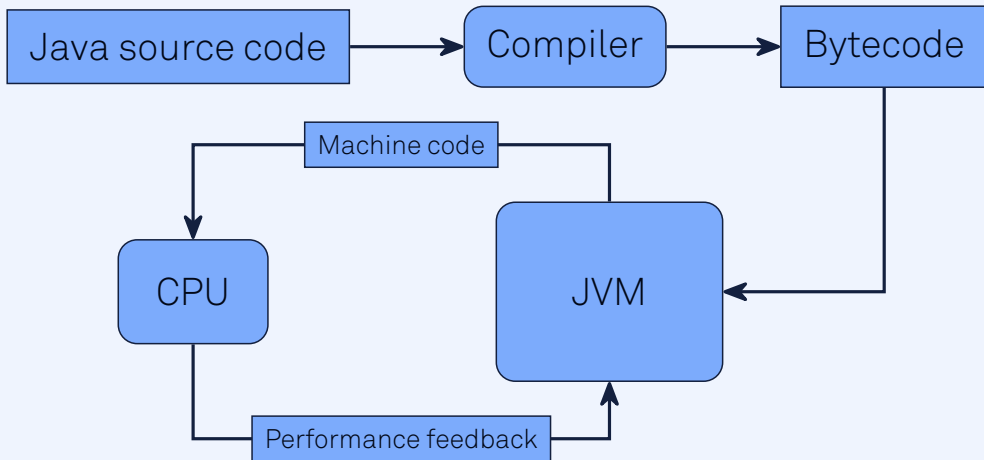 Java source code
Compiler
Bytecode
Machine code
CPU
JVM
Performance feedback